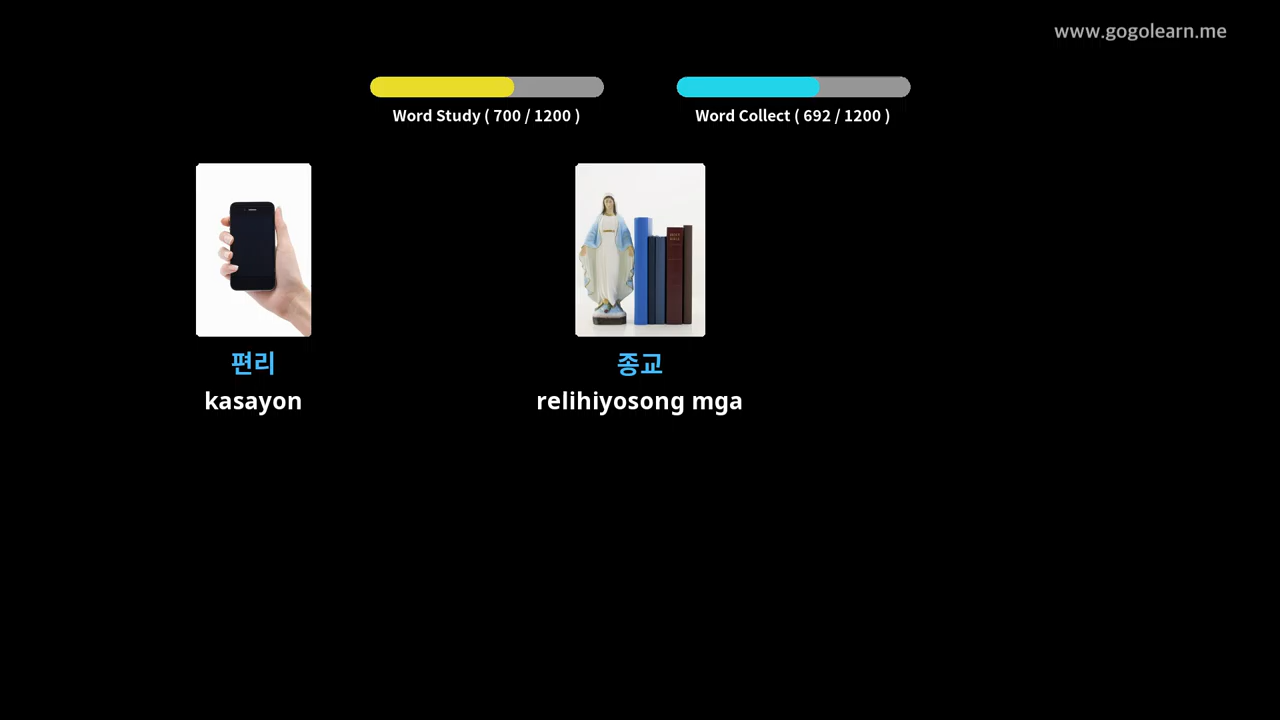 www.gogolearn.me
Word Study ( 700 / 1200 )
Word Collect ( 692 / 1200 )
편리
종교
kasayon
relihiyosong mga